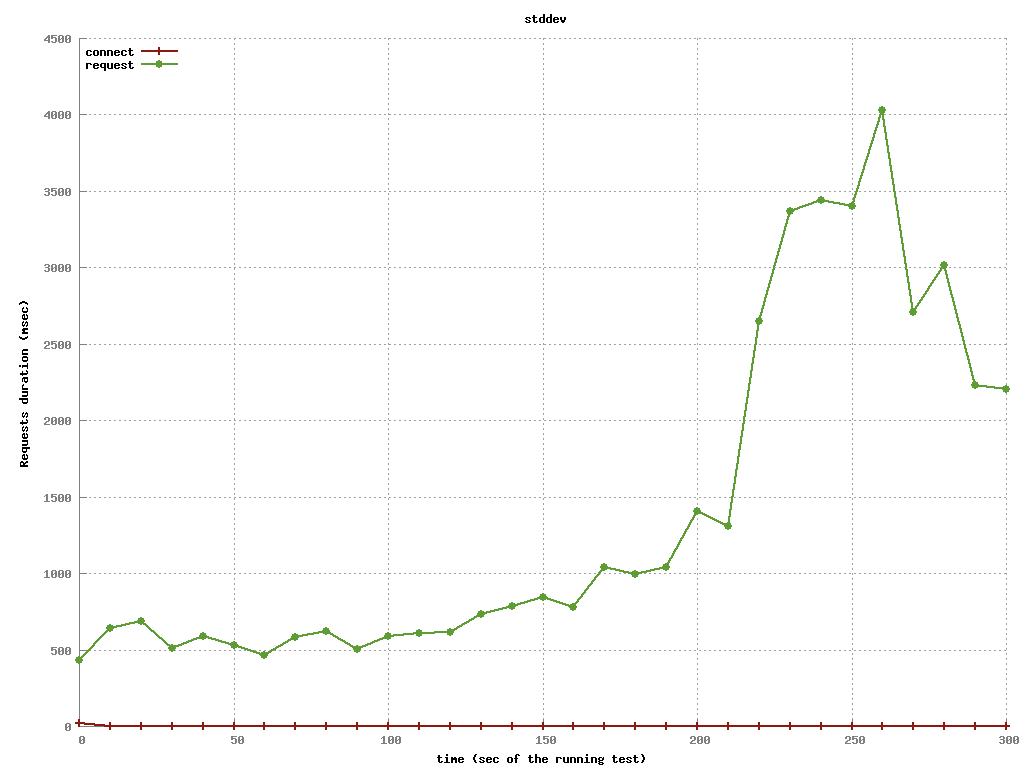 stddev
4500
connect
request
4000
3500
3000
2500
2000
1500
1000
500
0
Requests duration (msec)
0 50 100 150 200 250 300
time (sec of the running test)